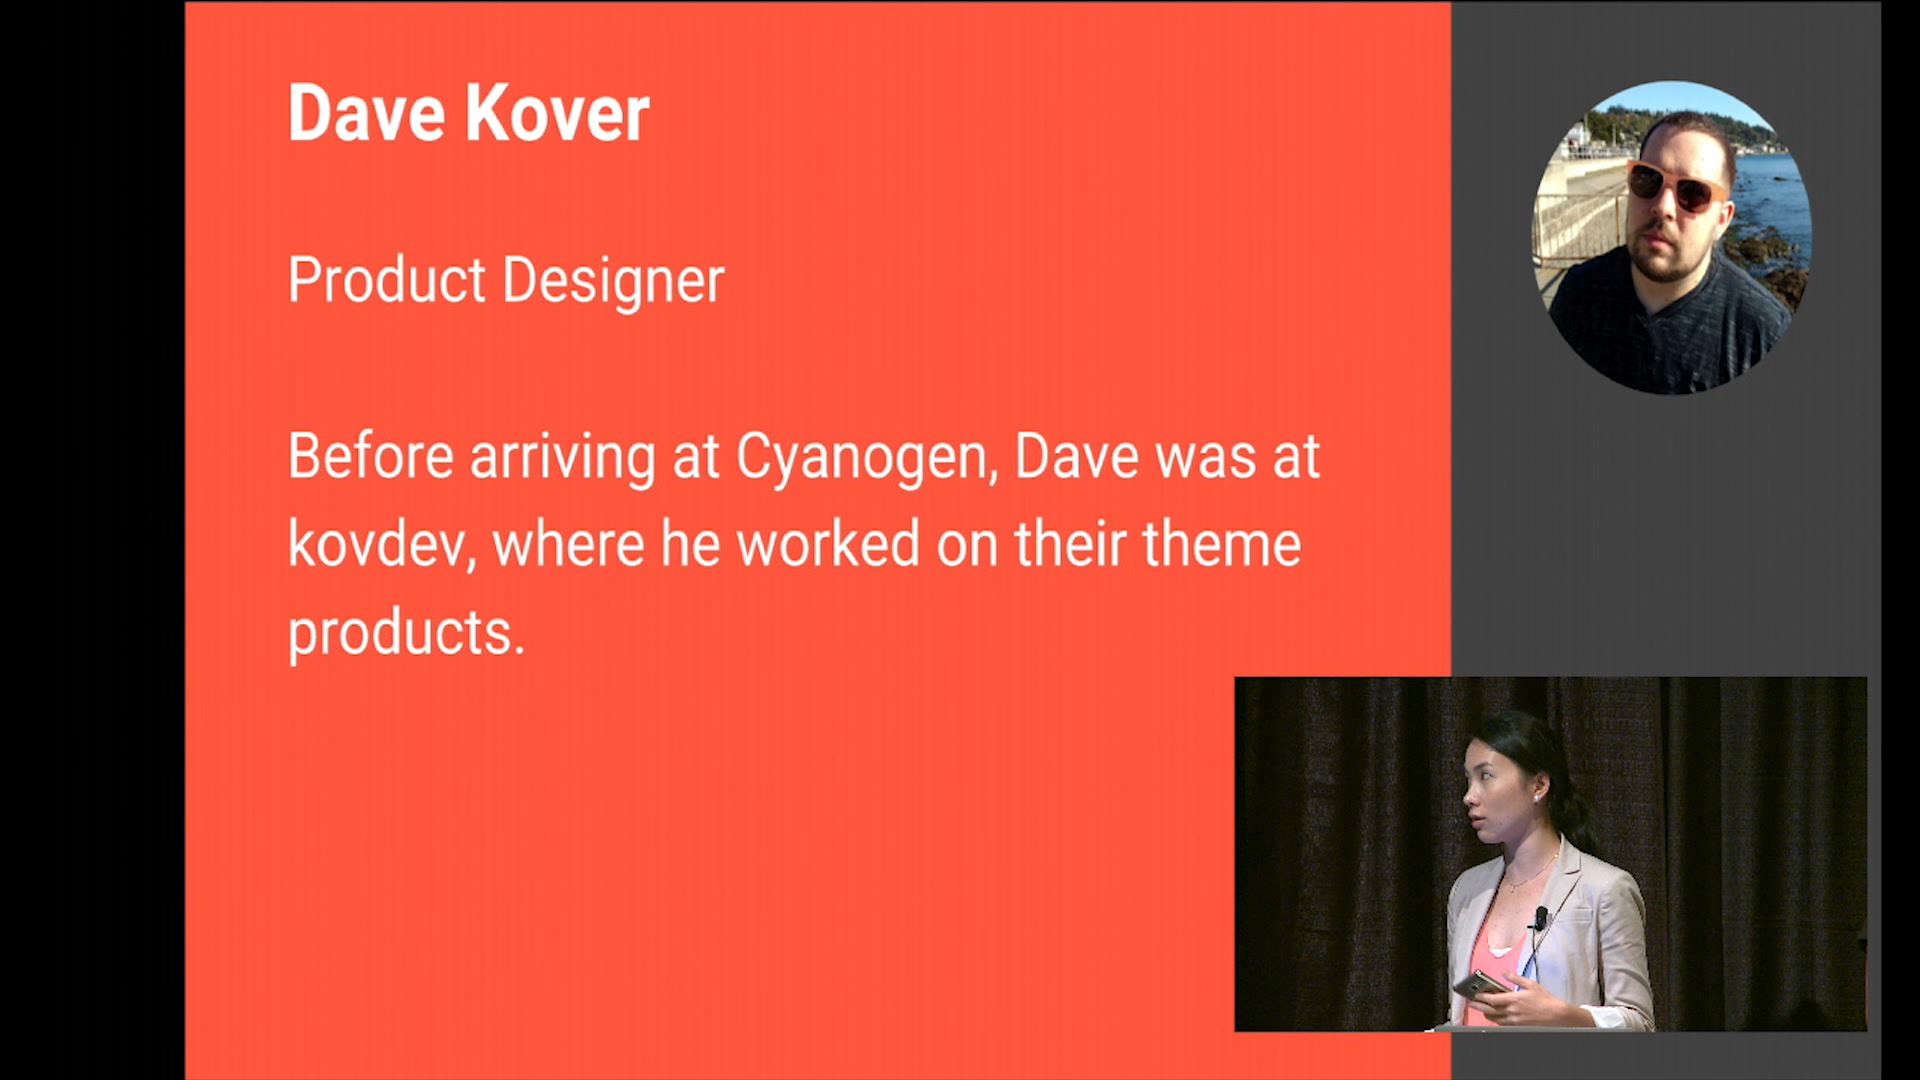 Dave Kover
Product Designer
Before arriving at Cyanogen, Dave was at
kovdev, where he worked on their theme
products.